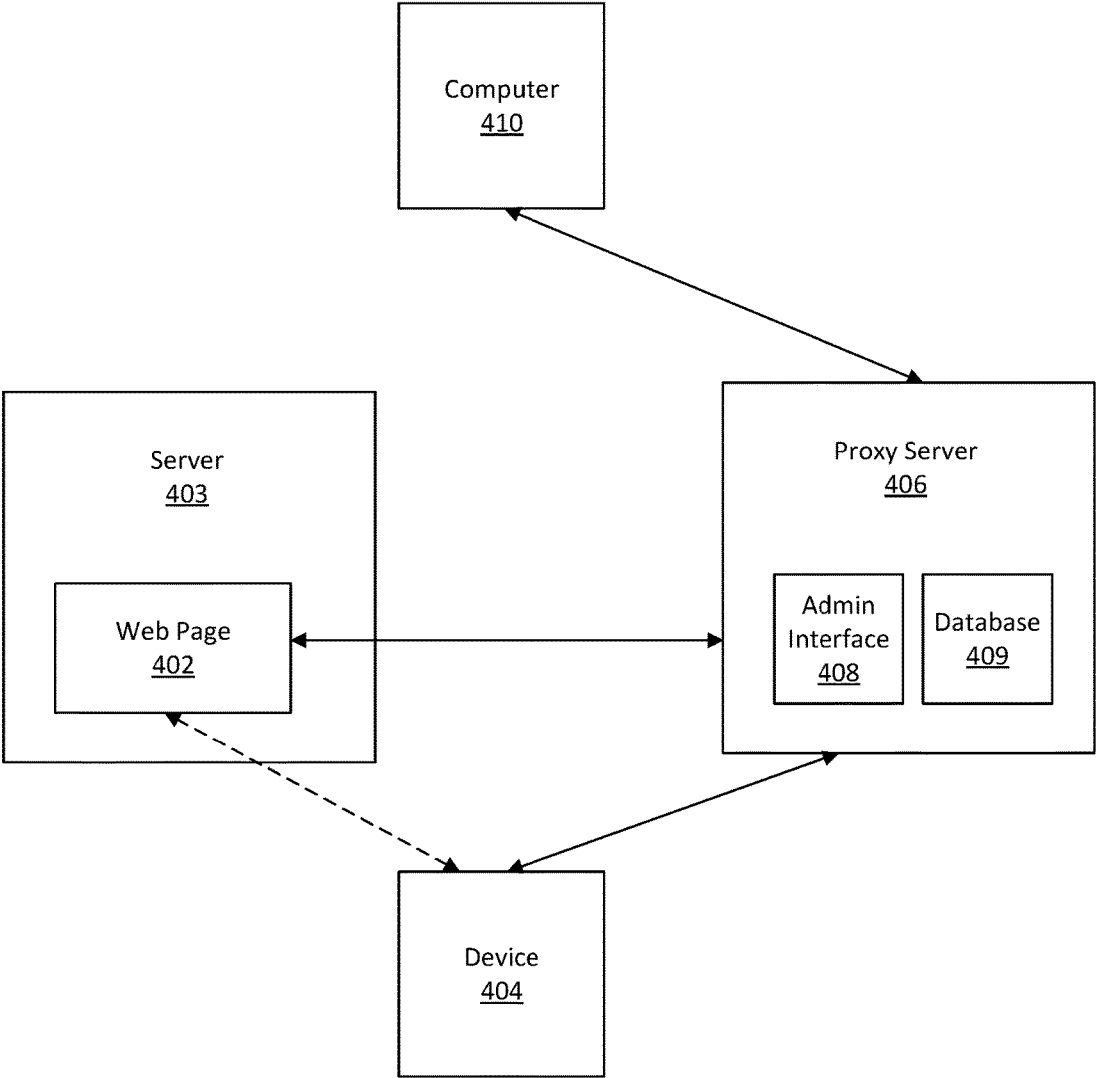 Computer
410
Server
403
Proxy Server
406
Web Page
402
Admin
Interface
408
Database
409
Device
404